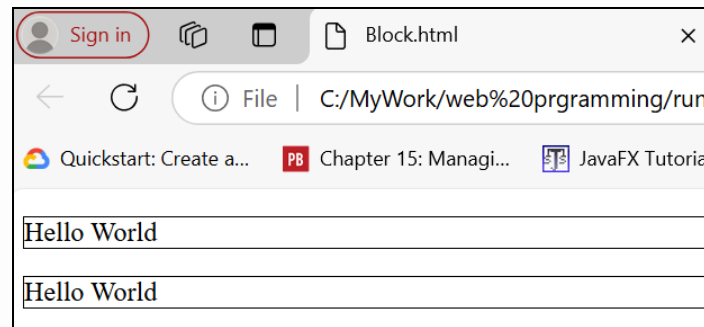 Sign in
Block.html
File | C:/MyWork/web%20prgramming/run
Quickstart: Create a...
PB Chapter 15: Managi...
JavaFX Tutoria
Hello World
Hello World